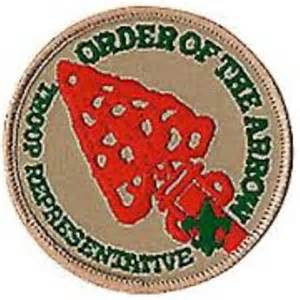 ORDER OF THE ARROW
TROOP REPRESENTATIVE